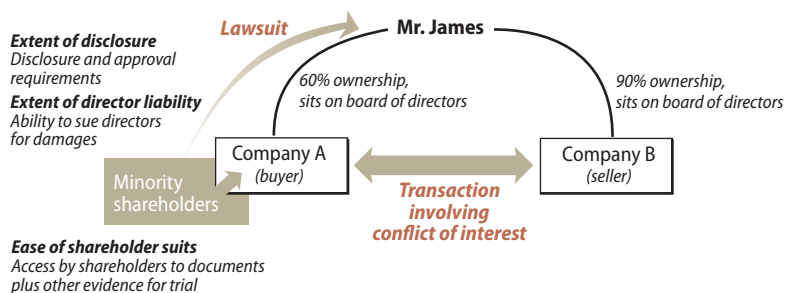 Lawsuit
Mr. James
Extent of disclosure
Disclosure and approval
requirements
Extent of director liability
Ability to sue directors
for damages
60% ownership,
sits on board of directors
90% ownership,
sits on board of directors
Company A
(buyer)
Company B
(seller)
Minority
shareholders
Transaction
involving
conflict of interest
Ease of shareholder suits
Access by shareholders to documents
plus other evidence for trial